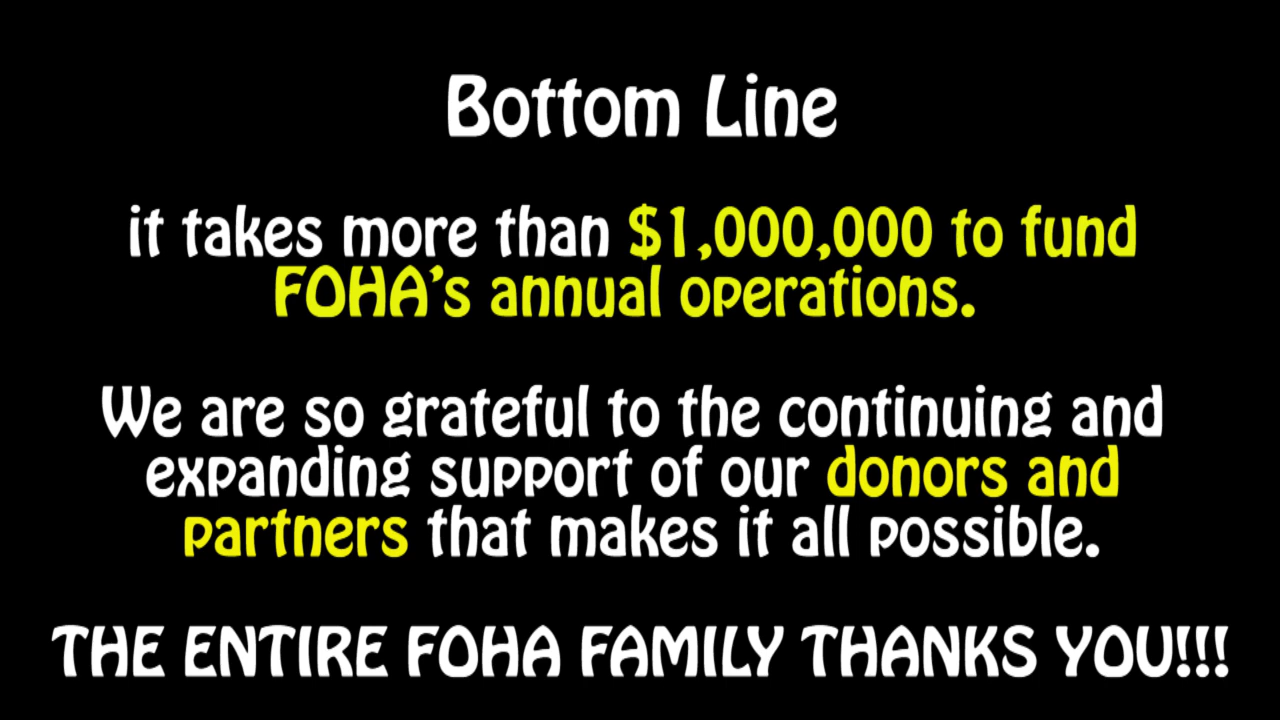 Bottom Line
it takes more than $1,000,000 to fund
FOHA's annual operations.
We are so grateful to the continuing and
expanding support of our donors and
partners that makes it all possible.
THE ENTIRE FOHA FAMILY THANKS YOU!!!